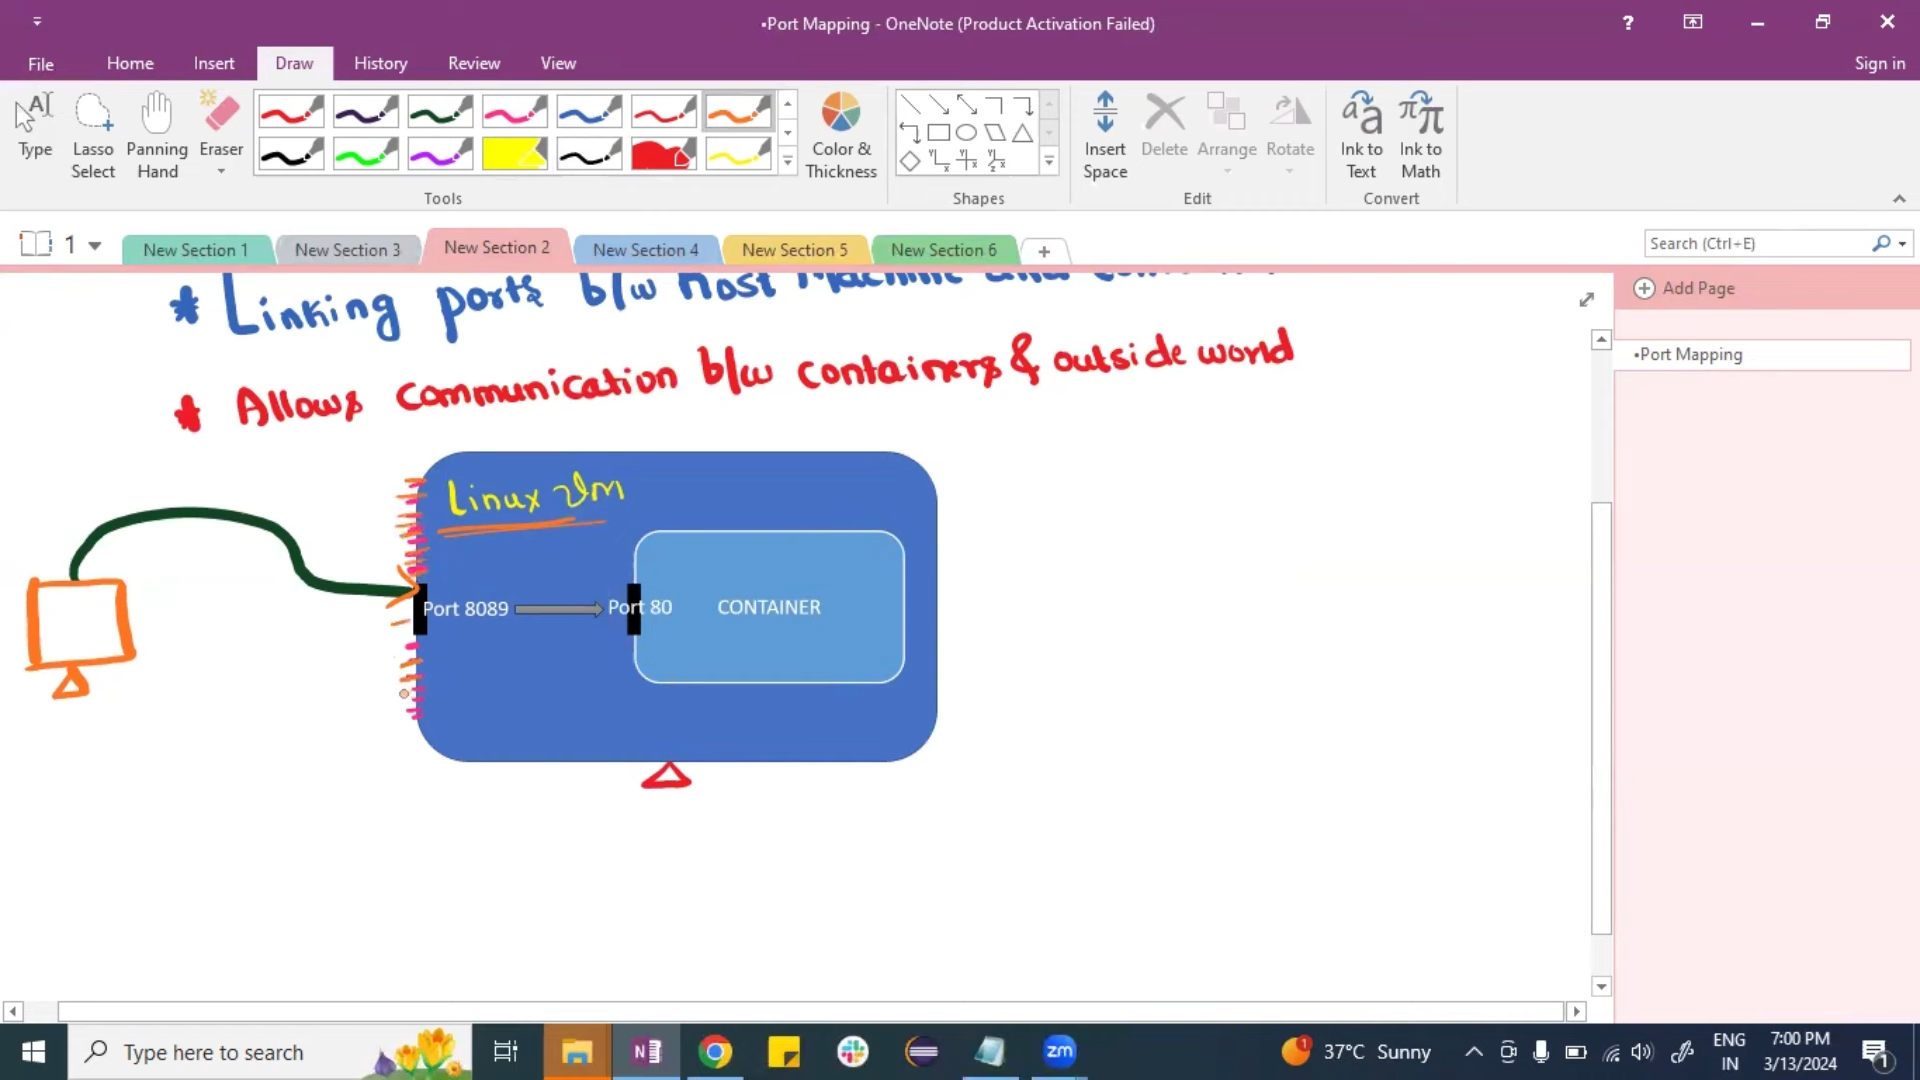 •Port Mapping - OneNote (Product Activation Failed)
File Home Insert Draw History Review View Sign in
Type Lasso Select Panning Hand Eraser Color & Thickness Insert Space Delete Arrange Rotate Ink to Text Ink to Math
Tools Shapes Edit Convert
1 New Section 1 New Section 3 New Section 2 New Section 4 New Section 5 New Section 6 Search (Ctrl+E)
Add Page
•Port Mapping
* Linking ports b/w Host Machine and
* Allows communication b/w containers & outside world
Linux vm
Port 8089 Port 80 CONTAINER
Type here to search 37°C Sunny ENG IN 7:00 PM 3/13/2024